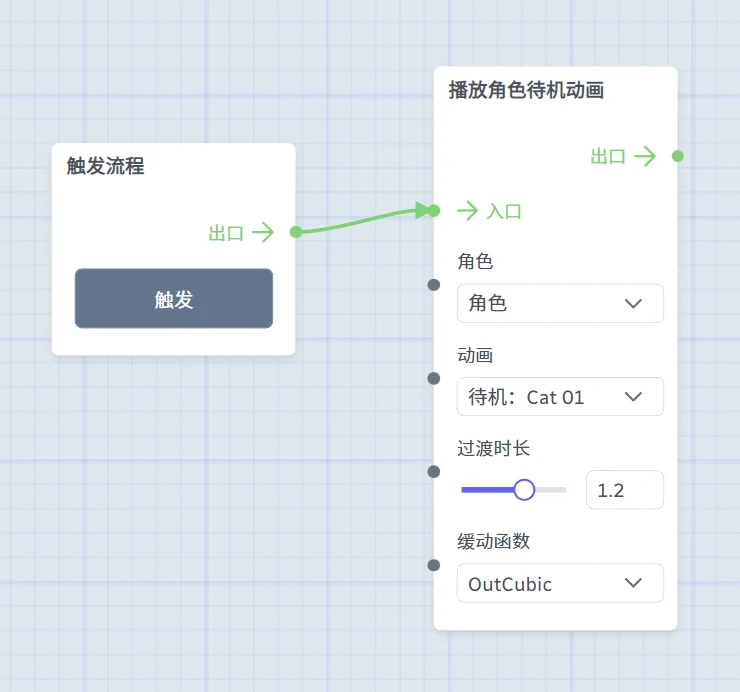 触发流程
出口
触发
播放角色待机动画
出口
入口
角色
角色
动画
待机：Cat 01
过渡时长
1.2
缓动函数
OutCubic